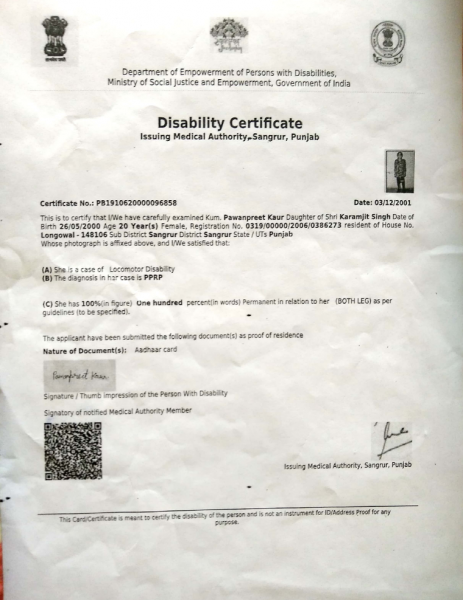 Department of Empowerment of Persons with Disabilities,
Ministry of Social Justice and Empowerment, Government of India
Disability Certificate
Issuing Medical Authority, Sangrur, Punjab
Certificate No.: PB1910620000096858
Date: 03/12/2001
This is to certify that I/We have carefully examined Kum. Pawanpreet Kaur Daughter of Shri Karamjit Singh Date of
Birth 26/05/2000 Age 20 Year(s) Female, Registration No. 0319/00000/2006/0386273 resident of House No.
Longowal - 148106 Sub District Sangrur District Sangrur State / UTs Punjab
Whose photograph is affixed above, and I/We satisfied that:
(A) She is a case of Locomotor Disability
(B) The diagnosis in her case is PPRP
(C) She has 100%(in figure) One hundred percent(in words) Permanent in relation to her (BOTH LEG) as per
guidelines (to be specified).
The applicant have been submitted the following document(s) as proof of residence
Nature of Document(s): Aadhaar card
Pawanpreet Kaur
Signature / Thumb impression of the Person With Disability
Signatory of notified Medical Authority Member
Issuing Medical Authority, Sangrur, Punjab
This Card/Certificate is meant to certify the disability of the person and is not an instrument for ID/Address Proof for any
purpose.